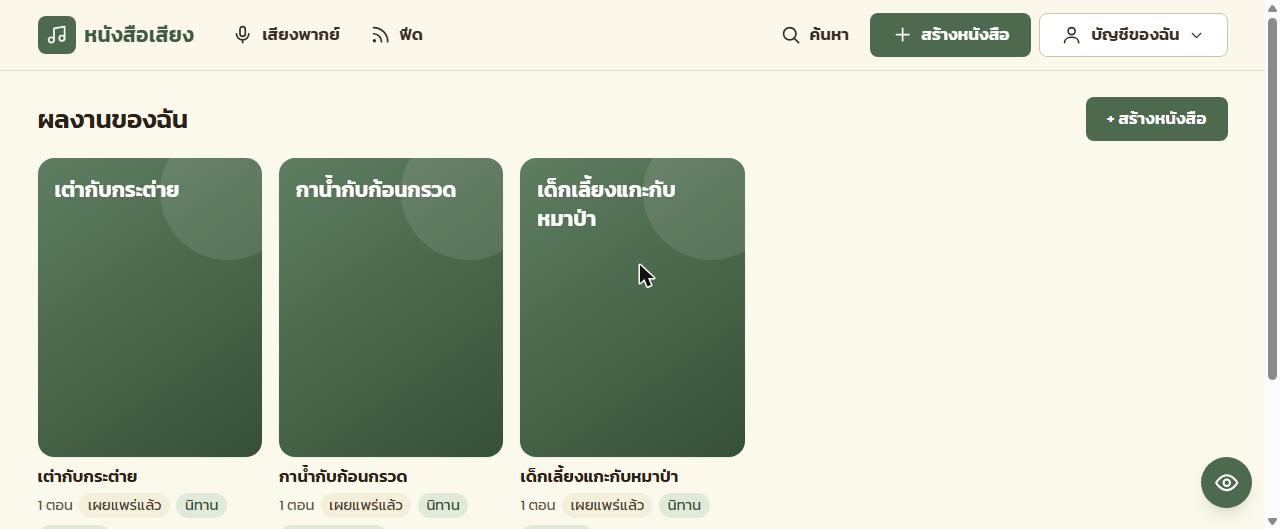 หนังสือเสียง
เสียงพากย์
ฟีด
ค้นหา
สร้างหนังสือ
บัญชีของฉัน
ผลงานของฉัน
+ สร้างหนังสือ
เต่ากับกระต่าย
กาน้ำกับก้อนกรวด
เด็กเลี้ยงแกะกับ
หมาป่า
เต่ากับกระต่าย
1 ตอน เผยแพร่แล้ว นิทาน
กาน้ำกับก้อนกรวด
1 ตอน เผยแพร่แล้ว นิทาน
เด็กเลี้ยงแกะกับหมาป่า
1 ตอน เผยแพร่แล้ว นิทาน